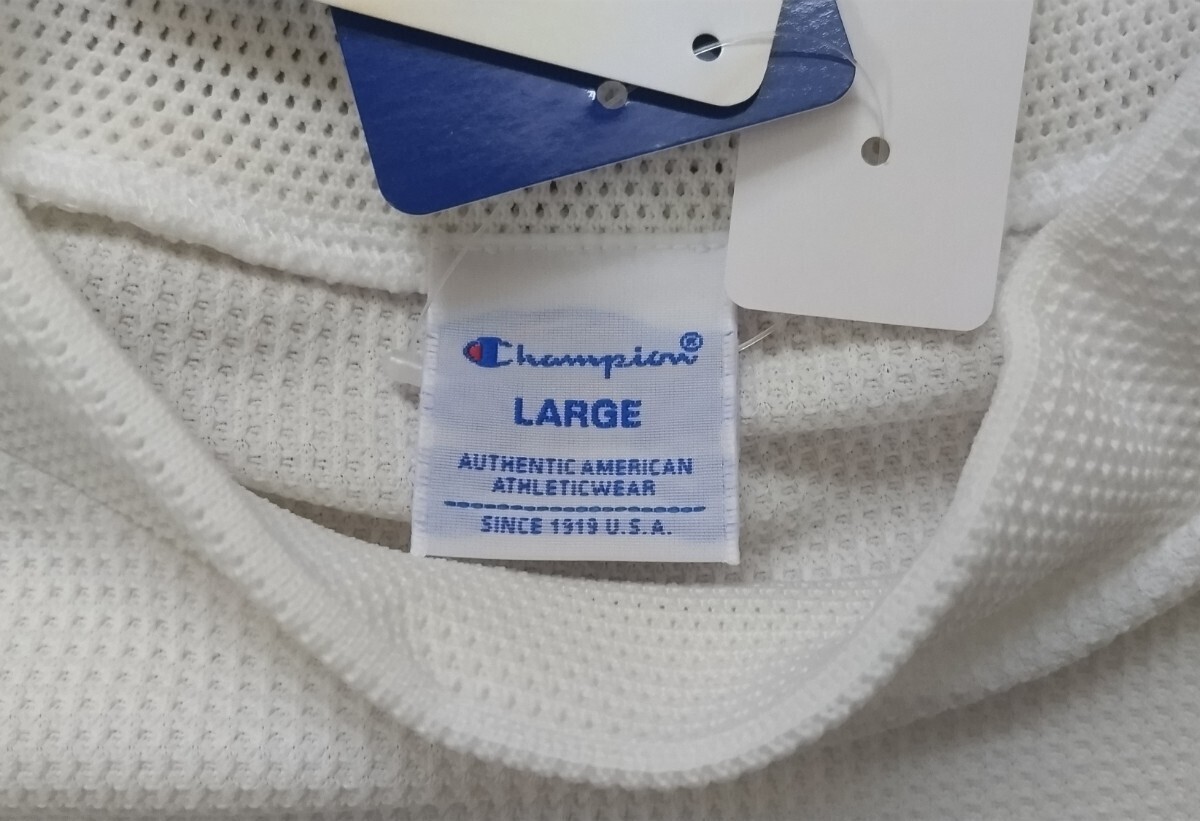 Champion®
LARGE
AUTHENTIC AMERICAN
ATHLETICWEAR
SINCE 1919 U.S.A.